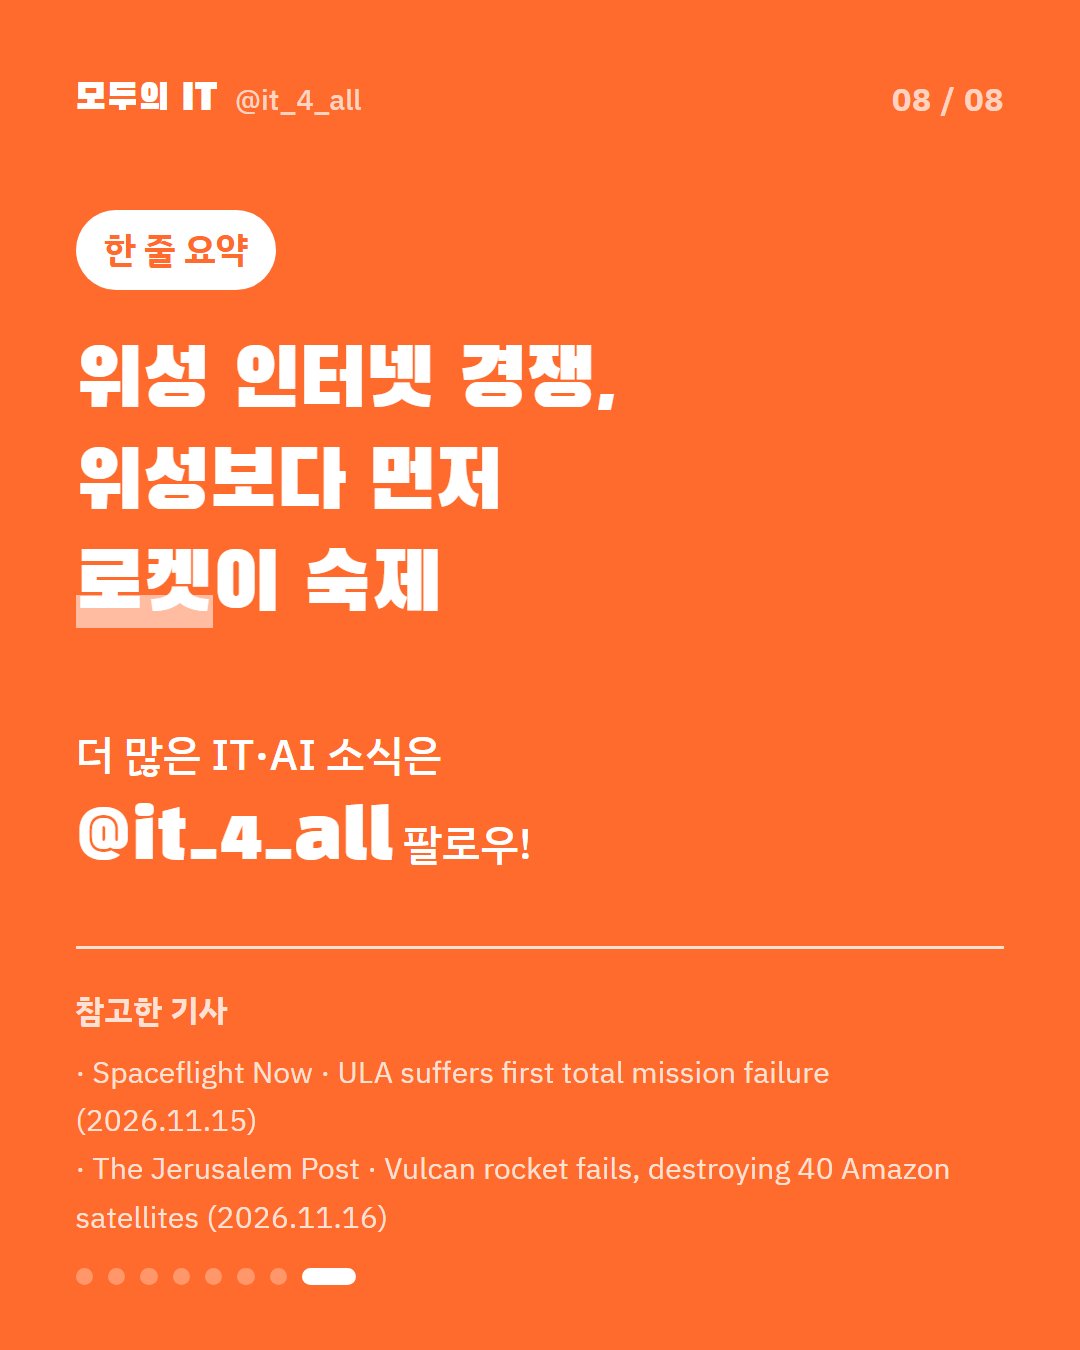 모두의 IT @it_4_all 08 / 08
한 줄 요약
위성 인터넷 경쟁,
위성보다 먼저
로켓이 숙제
더 많은 IT·AI 소식은
@it_4_all 팔로우!
참고한 기사
· Spaceflight Now · ULA suffers first total mission failure
(2026.11.15)
· The Jerusalem Post · Vulcan rocket fails, destroying 40 Amazon
satellites (2026.11.16)